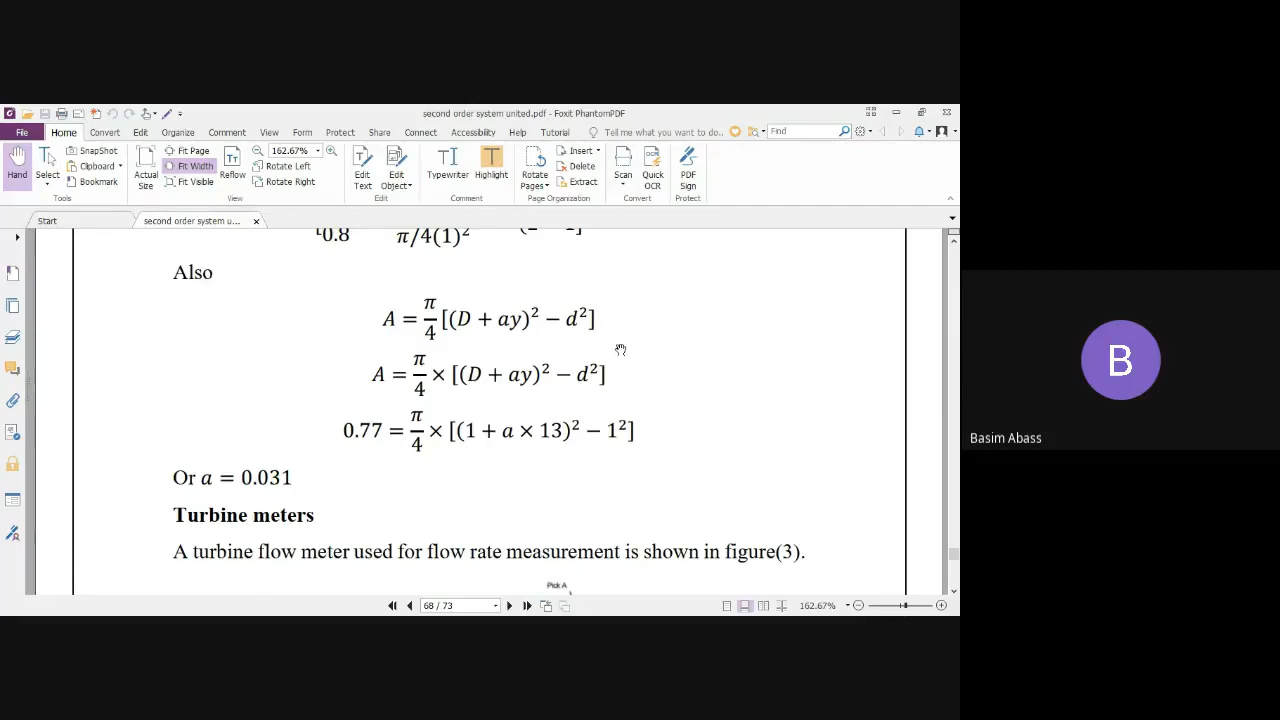 second order system united.pdf - Foxit PhantomPDF
File Home Convert Edit Organize Comment View Form Protect Share Connect Accessibility Help Tutorial Tell me what you want to do.. Find
Hand Select SnapShot Clipboard Bookmark Tools
Actual Size Fit Page Fit Width Fit Visible Reflow 162.67% Rotate Left Rotate Right View
Edit Text Edit Object Edit
Typewriter Highlight Comment
Rotate Pages Insert Delete Extract Page Organization
Scan Quick OCR Convert
PDF Sign Protect
Start second order system u...
0.8 π/4(1)²
Also
A = π/4 [(D + ay)² − d²]
A = π/4 × [(D + ay)² − d²]
0.77 = π/4 × [(1 + a × 13)² − 1²]
Or a = 0.031
Turbine meters
A turbine flow meter used for flow rate measurement is shown in figure(3).
Pick A
68 / 73 162.67%
B
Basim Abass